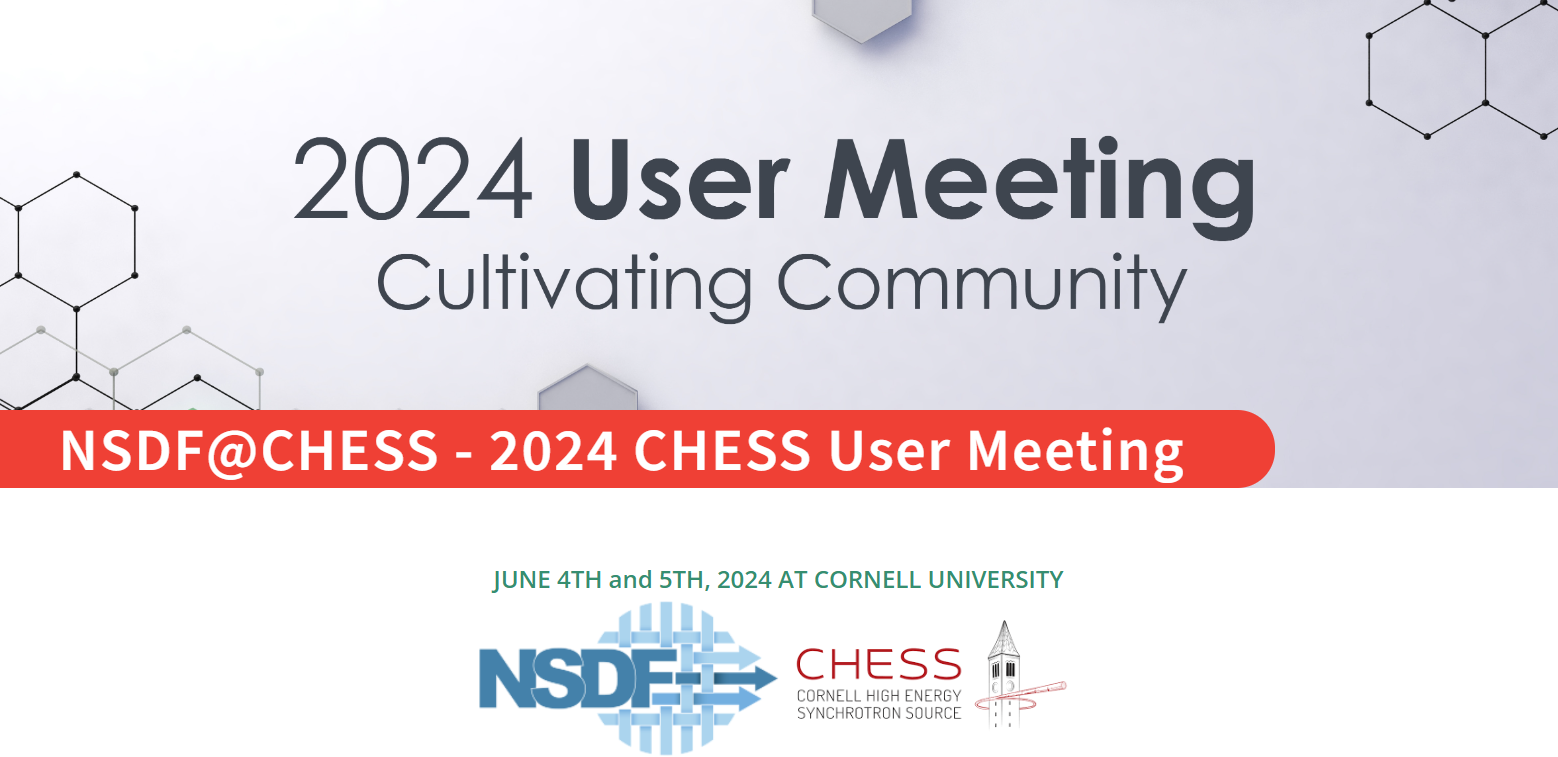 2024 User Meeting
Cultivating Community
NSDF@CHESS - 2024 CHESS User Meeting
JUNE 4TH and 5TH, 2024 AT CORNELL UNIVERSITY
NSDF
CHESS
CORNELL HIGH ENERGY
SYNCHROTRON SOURCE